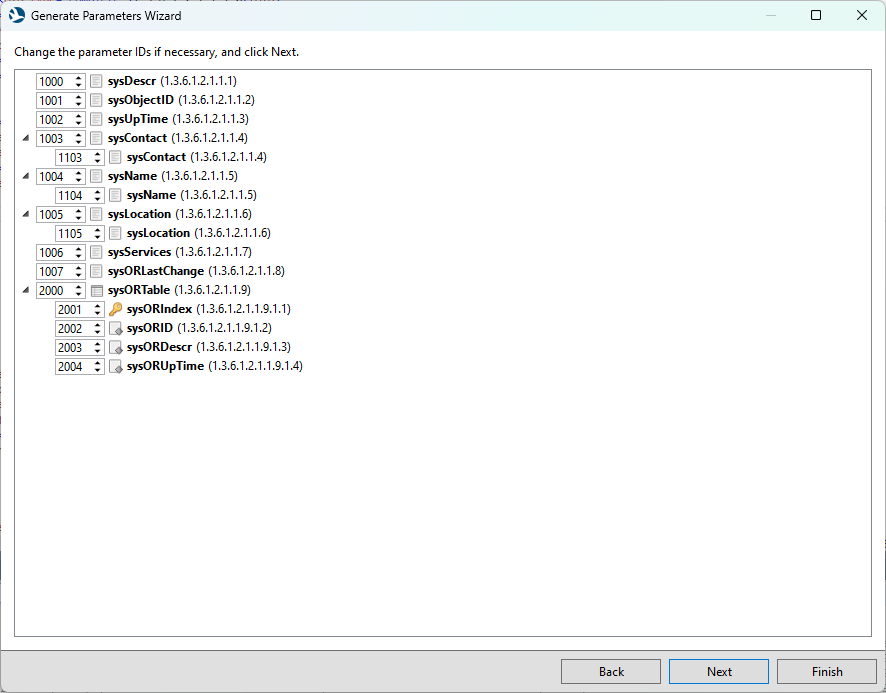 Generate Parameters Wizard
Change the parameter IDs if necessary, and click Next.
1000 sysDescr (1.3.6.1.2.1.1.1)
1001 sysObjectID (1.3.6.1.2.1.1.2)
1002 sysUpTime (1.3.6.1.2.1.1.3)
1003 sysContact (1.3.6.1.2.1.1.4)
1103 sysContact (1.3.6.1.2.1.1.4)
1004 sysName (1.3.6.1.2.1.1.5)
1104 sysName (1.3.6.1.2.1.1.5)
1005 sysLocation (1.3.6.1.2.1.1.6)
1105 sysLocation (1.3.6.1.2.1.1.6)
1006 sysServices (1.3.6.1.2.1.1.7)
1007 sysORLastChange (1.3.6.1.2.1.1.8)
2000 sysORTable (1.3.6.1.2.1.1.9)
2001 sysORIndex (1.3.6.1.2.1.1.9.1.1)
2002 sysORID (1.3.6.1.2.1.1.9.1.2)
2003 sysORDescr (1.3.6.1.2.1.1.9.1.3)
2004 sysORUpTime (1.3.6.1.2.1.1.9.1.4)
Back Next Finish